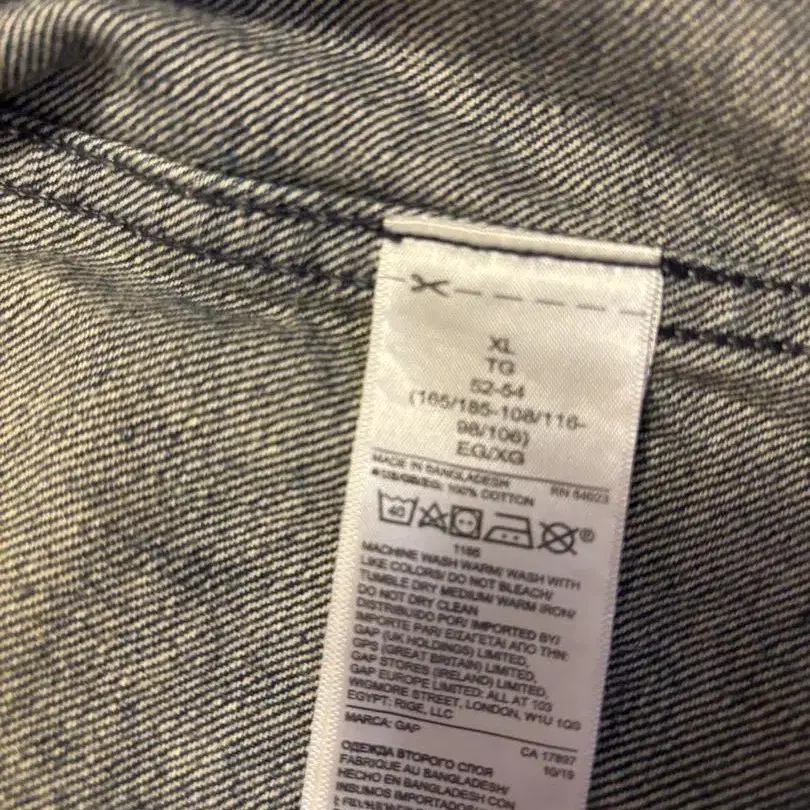 XL
TG
52-54
(165/185-108/116-
98/106)
EG/XG
MADE IN BANGLADESH RN 54023
100% COTTON
40
1165
MACHINE WASH WARM/ WASH WITH
LIKE COLORS/ DO NOT BLEACH/
TUMBLE DRY MEDIUM/ WARM IRON/
DO NOT DRY CLEAN
DISTRIBUIDO POR/ IMPORTED BY/
IMPORTE PAR/ ΕΙΣΑΓΕΤΑΙ ΑΠΟ ΤΗΝ:
GAP (UK HOLDINGS) LIMITED,
GPS (GREAT BRITAIN) LIMITED,
GAP STORES (IRELAND) LIMITED,
GAP EUROPE LIMITED: ALL AT 103
WIGMORE STREET, LONDON, W1U 1QS
EGYPT: RIGE, LLC
MARCA: GAP CA 17897
10/15
ОДЕЖДА ВТОРОГО СЛОЯ
FABRIQUE AU BANGLADESH/
HECHO EN BANGLADESH CON
INSUMOS IMPORTADOS/